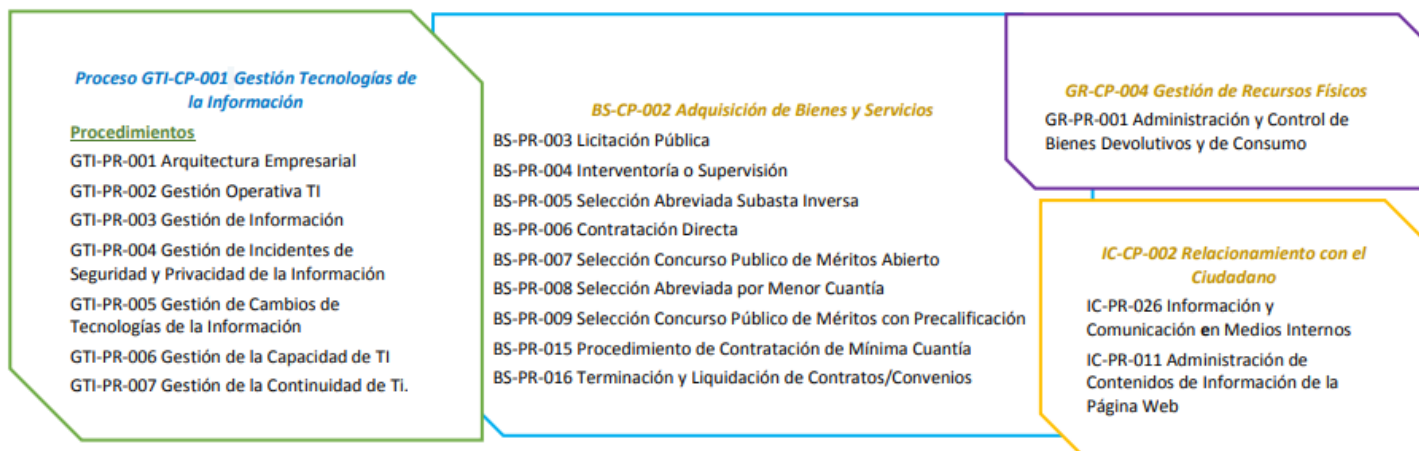 Proceso GTI-CP-001 Gestión Tecnologías de
la Información
Procedimientos
GTI-PR-001 Arquitectura Empresarial
GTI-PR-002 Gestión Operativa TI
GTI-PR-003 Gestión de Información
GTI-PR-004 Gestión de Incidentes de
Seguridad y Privacidad de la Información
GTI-PR-005 Gestión de Cambios de
Tecnologías de la Información
GTI-PR-006 Gestión de la Capacidad de TI
GTI-PR-007 Gestión de la Continuidad de Ti.
BS-CP-002 Adquisición de Bienes y Servicios
BS-PR-003 Licitación Pública
BS-PR-004 Interventoría o Supervisión
BS-PR-005 Selección Abreviada Subasta Inversa
BS-PR-006 Contratación Directa
BS-PR-007 Selección Concurso Publico de Méritos Abierto
BS-PR-008 Selección Abreviada por Menor Cuantía
BS-PR-009 Selección Concurso Público de Méritos con Precalificación
BS-PR-015 Procedimiento de Contratación de Mínima Cuantía
BS-PR-016 Terminación y Liquidación de Contratos/Convenios
GR-CP-004 Gestión de Recursos Físicos
GR-PR-001 Administración y Control de
Bienes Devolutivos y de Consumo
IC-CP-002 Relacionamiento con el
Ciudadano
IC-PR-026 Información y
Comunicación en Medios Internos
IC-PR-011 Administración de
Contenidos de Información de la
Página Web